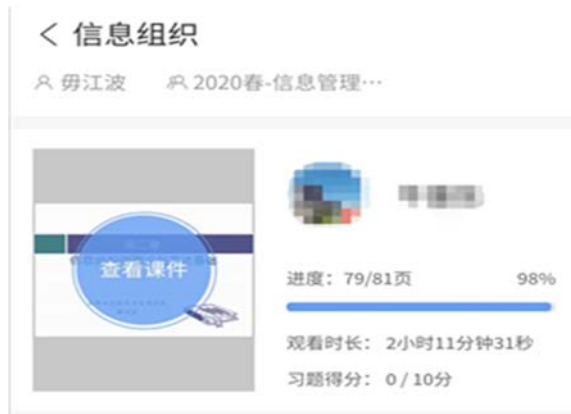 信息组织
毋江波 2020春-信息管理…
查看课件
进度：79/81页 98%
观看时长： 2小时11分钟31秒
习题得分： 0 / 10分